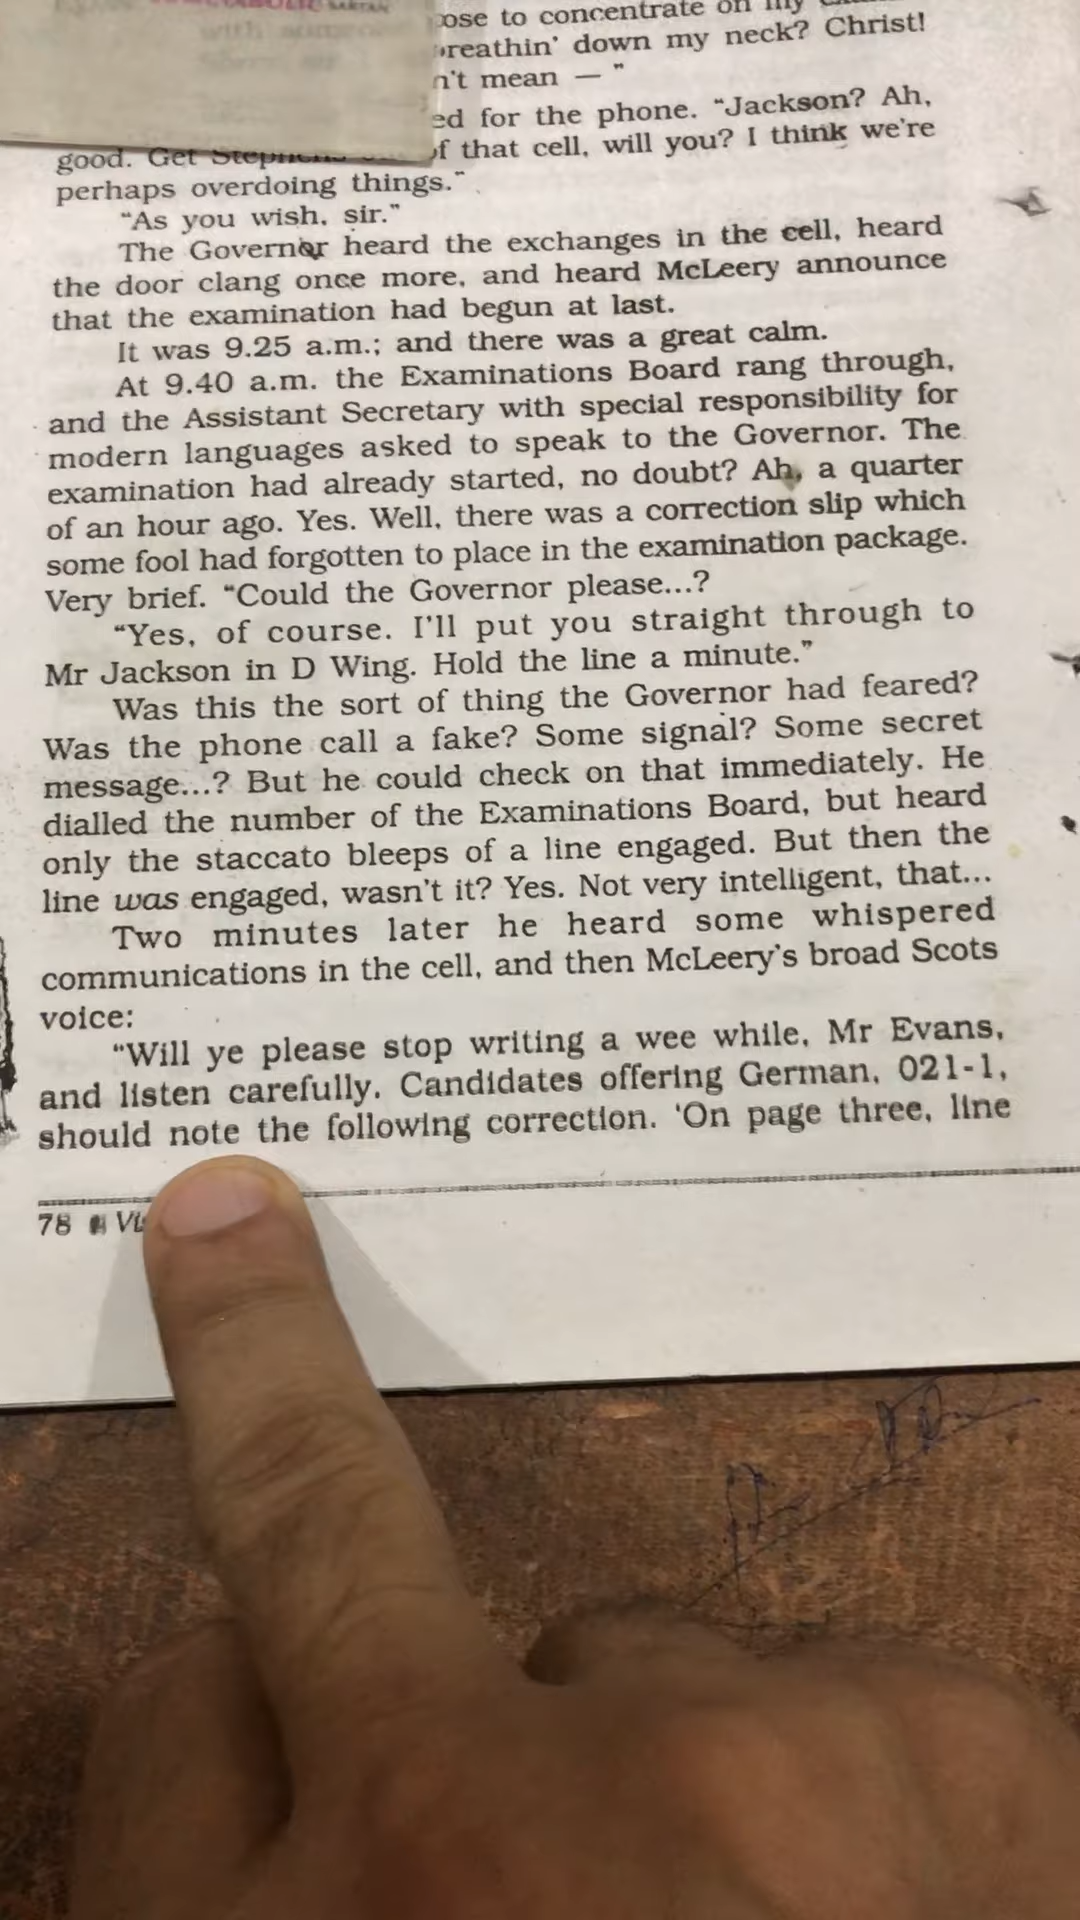 ose to concentrate on my
breathin' down my neck? Christ!
n't mean — "
ed for the phone. "Jackson? Ah,
good. Get Stephens of that cell, will you? I think we're
perhaps overdoing things."
"As you wish, sir."
The Governor heard the exchanges in the cell, heard
the door clang once more, and heard McLeery announce
that the examination had begun at last.
It was 9.25 a.m.; and there was a great calm.
At 9.40 a.m. the Examinations Board rang through,
and the Assistant Secretary with special responsibility for
modern languages asked to speak to the Governor. The
examination had already started, no doubt? Ah, a quarter
of an hour ago. Yes. Well, there was a correction slip which
some fool had forgotten to place in the examination package.
Very brief. "Could the Governor please...?
"Yes, of course. I'll put you straight through to
Mr Jackson in D Wing. Hold the line a minute."
Was this the sort of thing the Governor had feared?
Was the phone call a fake? Some signal? Some secret
message...? But he could check on that immediately. He
dialled the number of the Examinations Board, but heard
only the staccato bleeps of a line engaged. But then the
line was engaged, wasn't it? Yes. Not very intelligent, that...
Two minutes later he heard some whispered
communications in the cell, and then McLeery's broad Scots
voice:
"Will ye please stop writing a wee while, Mr Evans,
and listen carefully. Candidates offering German, 021-1,
should note the following correction. 'On page three, line
78